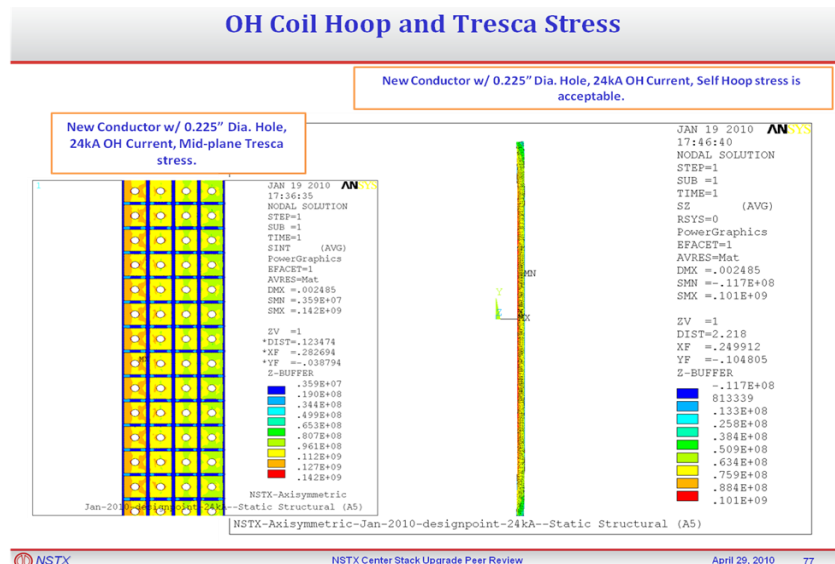 OH Coil Hoop and Tresca Stress
New Conductor w/ 0.225” Dia. Hole, 24kA OH Current, Self Hoop stress is
acceptable.
New Conductor w/ 0.225” Dia. Hole,
24kA OH Current, Mid-plane Tresca
stress.
1
JAN 19 2010 ANSYS
17:36:35
NODAL SOLUTION
STEP=1
SUB =1
TIME=1
SINT (AVG)
PowerGraphics
EFACET=1
AVRES=Mat
DMX =.002485
SMN =.359E+07
SMX =.142E+09
ZV =1
*DIST=.123474
*XF =.282694
*YF =-.038794
Z-BUFFER
.359E+07
.190E+08
.344E+08
.499E+08
.653E+08
.807E+08
.961E+08
.112E+09
.127E+09
.142E+09
NSTX-Axisymmetric
Jan-2010-designpoint-24kA--Static Structural (A5)
JAN 19 2010 ANSYS
17:46:40
NODAL SOLUTION
STEP=1
SUB =1
TIME=1
SZ (AVG)
RSYS=0
PowerGraphics
EFACET=1
AVRES=Mat
DMX =.002485
SMN =-.117E+08
SMX =.101E+09
ZV =1
DIST=2.218
XF =.249912
YF =-.104805
Z-BUFFER
-.117E+08
813339
.133E+08
.258E+08
.384E+08
.509E+08
.634E+08
.759E+08
.884E+08
.101E+09
MN
Y
MX
NSTX-Axisymmetric-Jan-2010-designpoint-24kA--Static Structural (A5)
NSTX
NSTX Center Stack Upgrade Peer Review
April 29, 2010
77